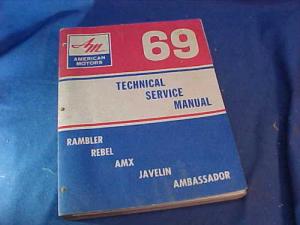 AM
AMERICAN
MOTORS
69
TECHNICAL
SERVICE
MANUAL
RAMBLER
REBEL
AMX
JAVELIN
AMBASSADOR